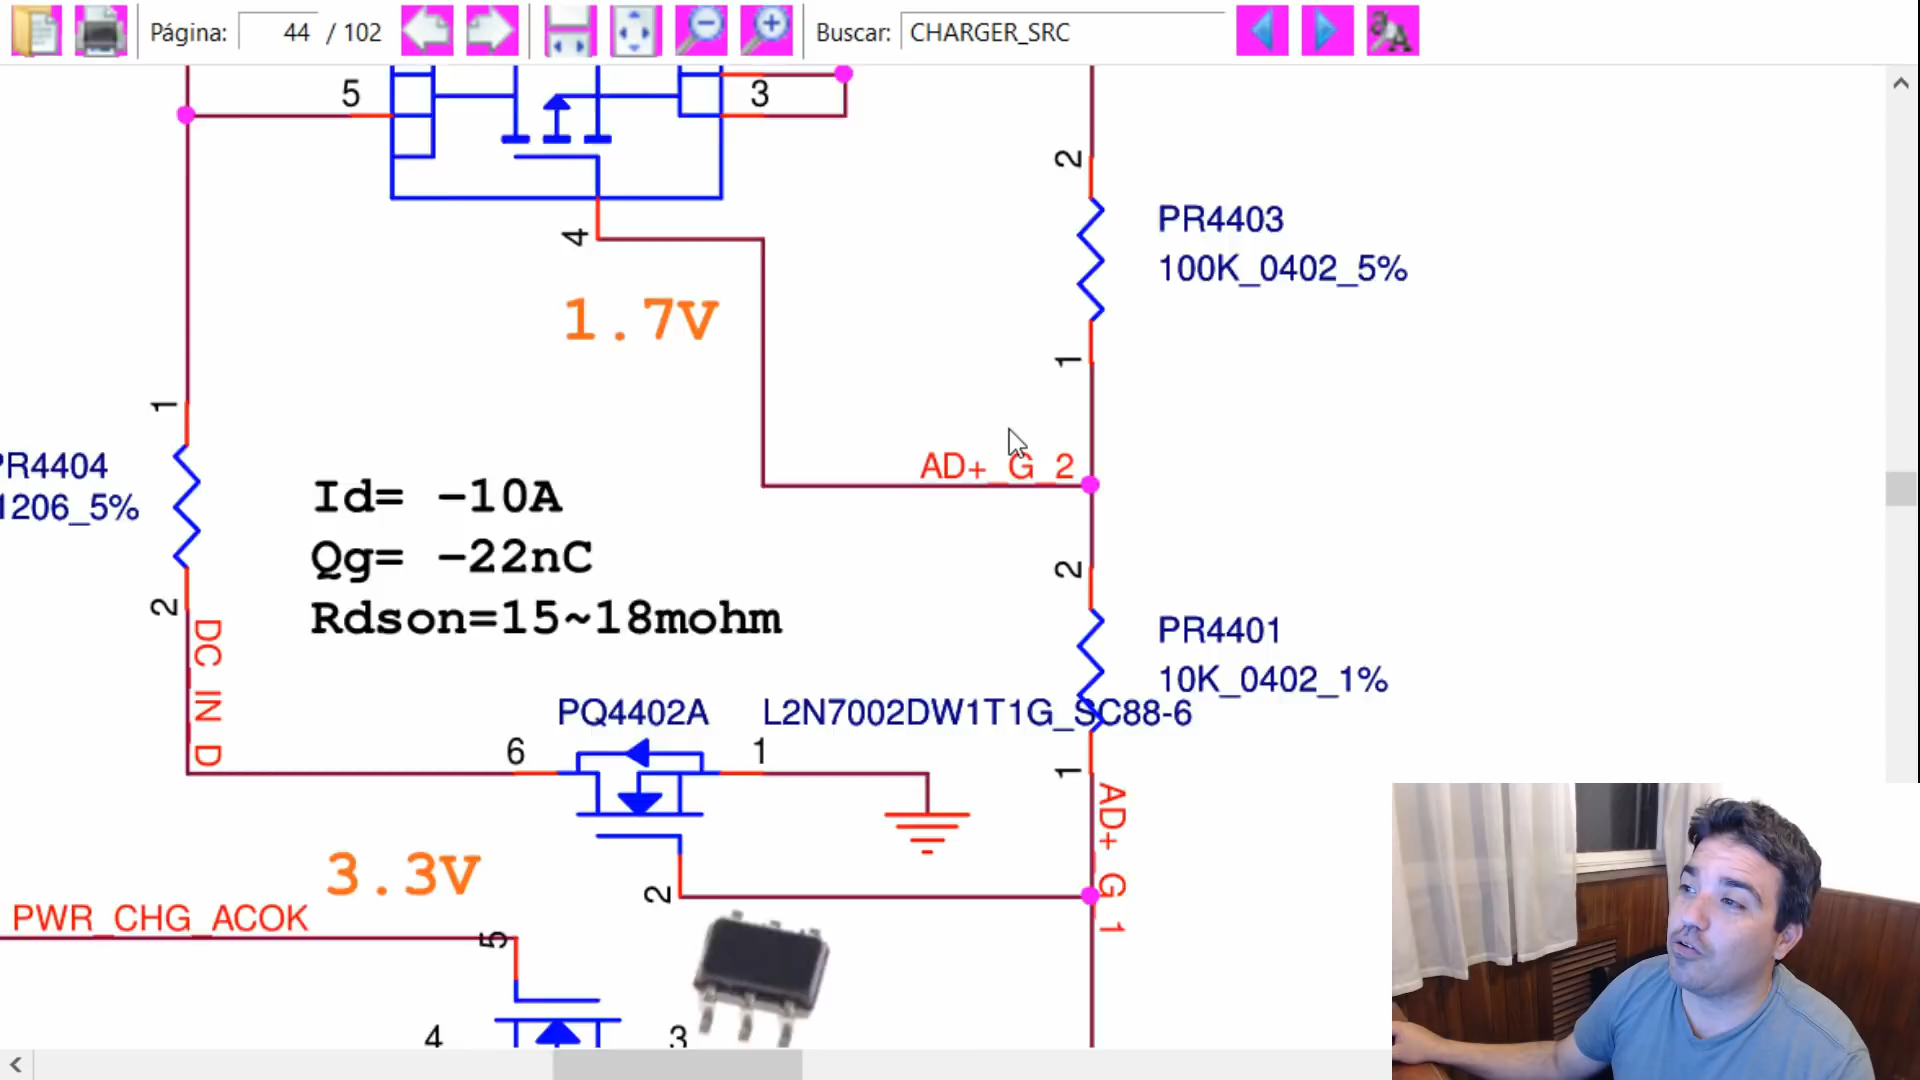 Página: 44 / 102 Buscar: CHARGER_SRC
5
3
2
4
PR4403
100K_0402_5%
1.7V
1
1
AD+_G_2
PR4404
1206_5%
Id= -10A
Qg= -22nC
Rdson=15~18mohm
2
2
DC_IN_D
PR4401
10K_0402_1%
PQ4402A
L2N7002DW1T1G_SC88-6
6
1
1
AD+_G_1
3.3V
2
PWR_CHG_ACOK
5
4
3